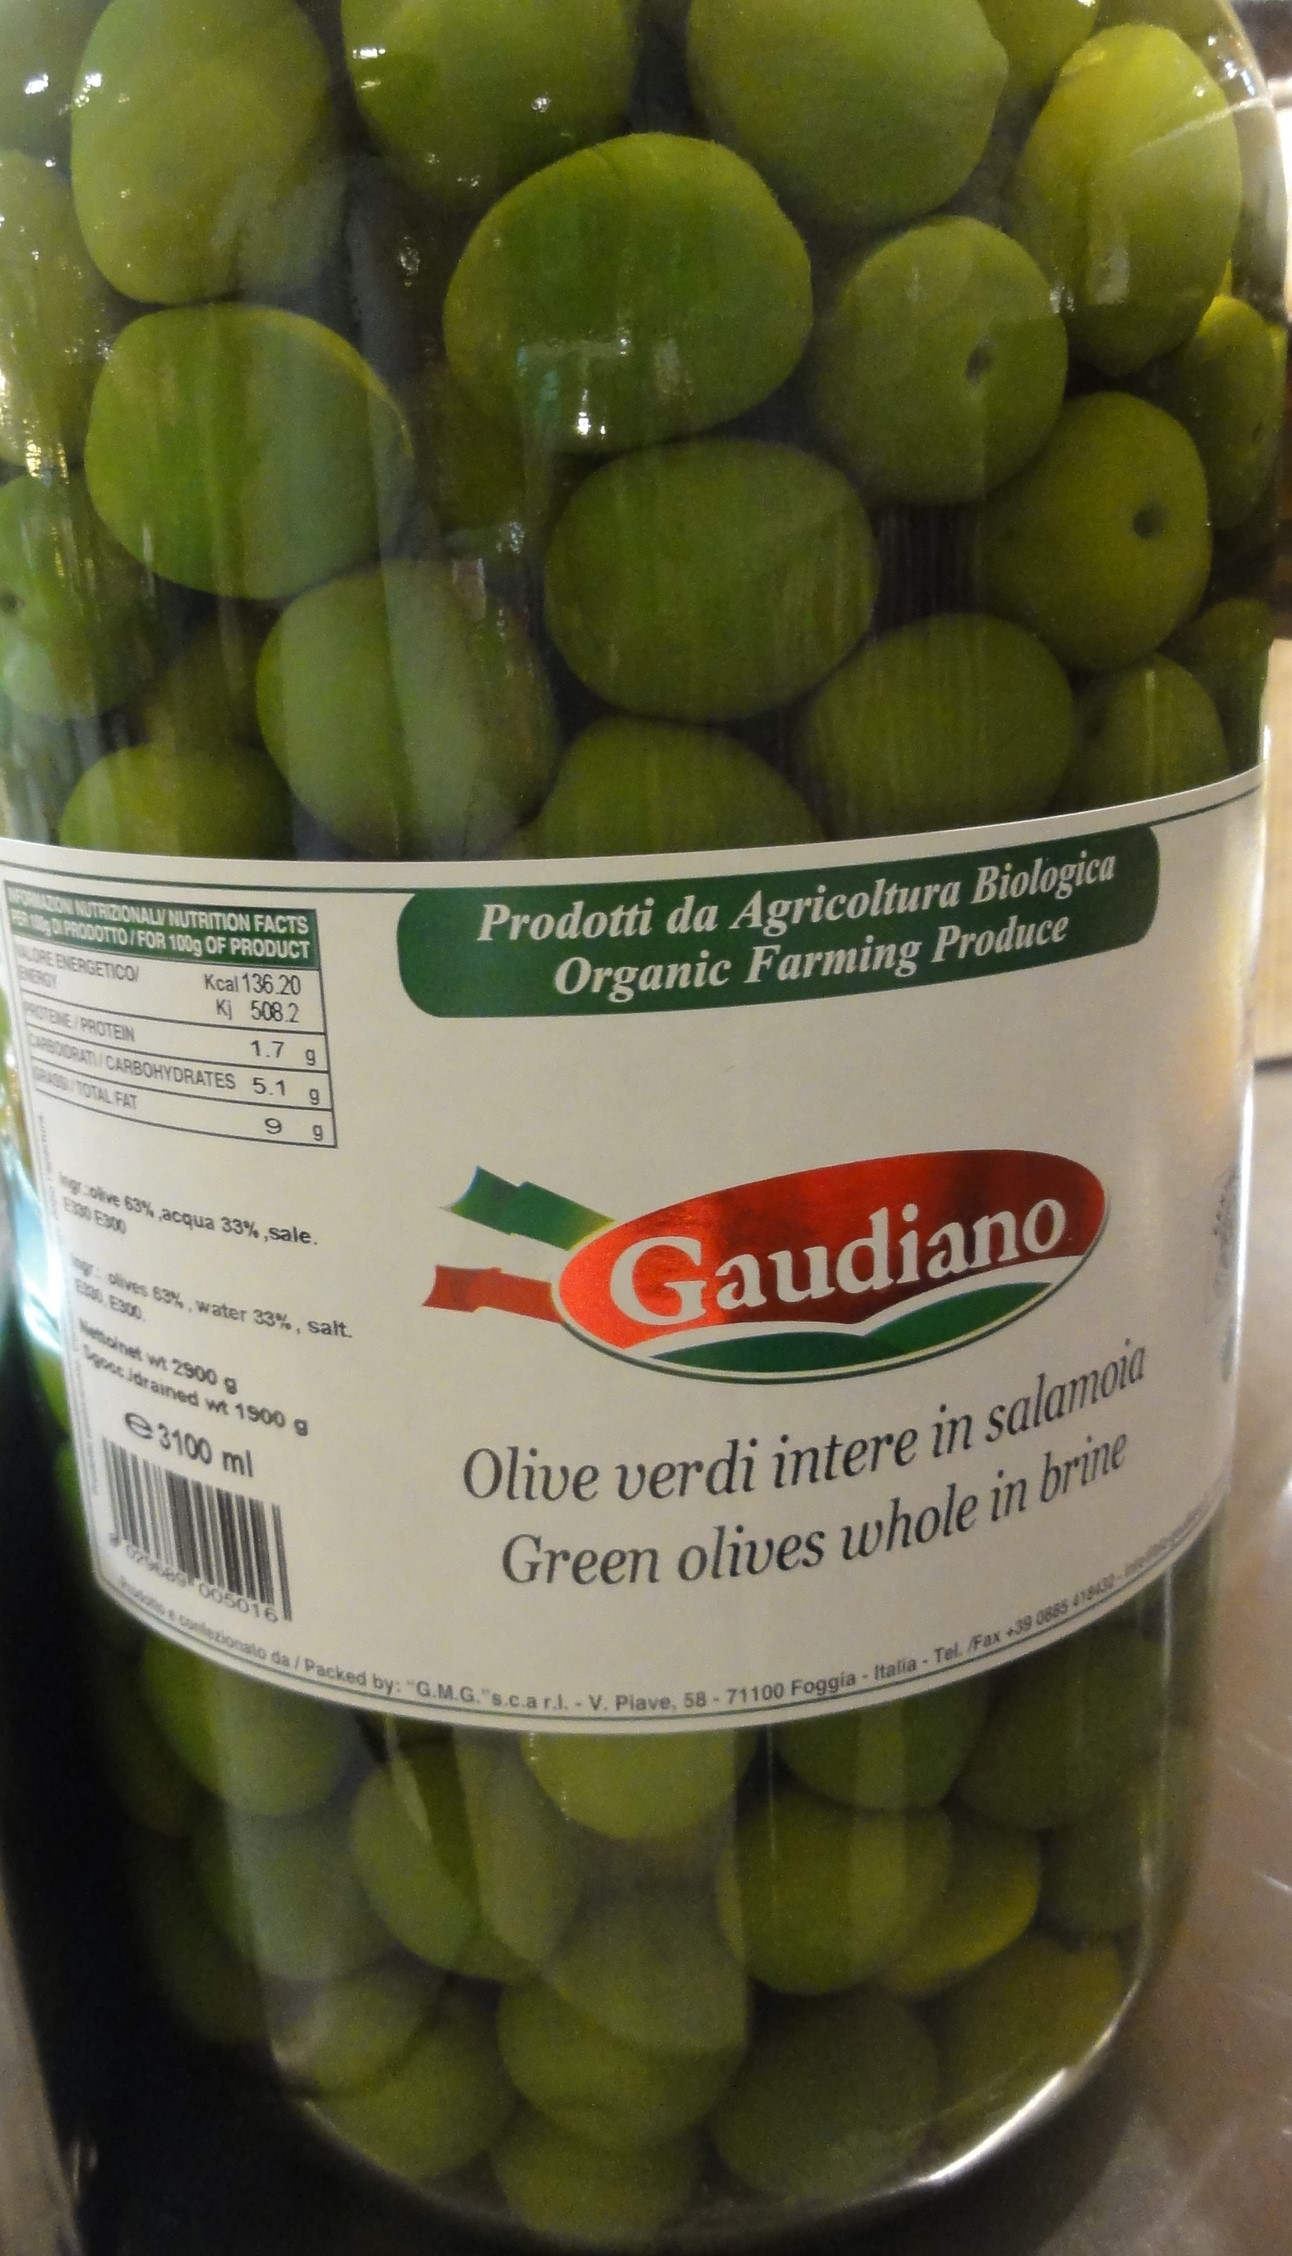 Prodotti da Agricoltura Biologica
Organic Farming Produce
INFORMAZIONI NUTRIZIONALI/ NUTRITION FACTS
PER 100g DI PRODOTTO / FOR 100g OF PRODUCT
VALORE ENERGETICO/ Kcal 136.20
ENERGY Kj 508.2
PROTEINE / PROTEIN 1.7 g
CARBOIDRATI / CARBOHYDRATES 5.1 g
GRASSI / TOTAL FAT 9 g
Ingr.:olive 63% ,acqua 33% ,sale.
E330 E300
Ingr.: olives 63% , water 33% , salt.
E330, E300.
Netto/net wt 2900 g
Sgocc./drained wt 1900 g
e 3100 ml
005016
Gaudiano
Olive verdi intere in salamoia
Green olives whole in brine
Prodotto e confezionato da / Packed by: "G.M.G."s.c.a r.l. - V. Piave, 58 - 71100 Foggia - Italia - Tel. /Fax +39 0885 418432 -